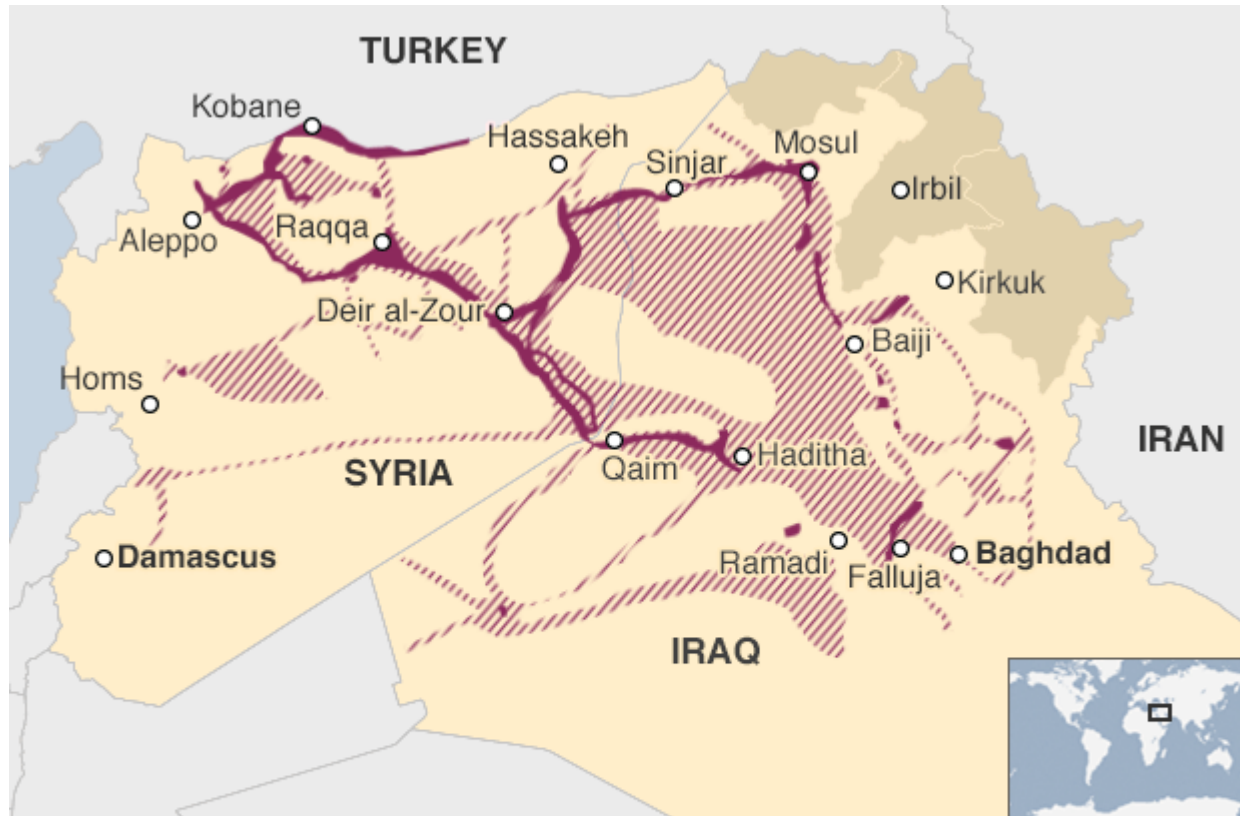 TURKEY
Kobane
Hassakeh
Mosul
Sinjar
Irbil
Aleppo
Raqqa
Kirkuk
Deir al-Zour
Baiji
Homs
IRAN
SYRIA
Qaim
Haditha
Damascus
Ramadi
Falluja
Baghdad
IRAQ